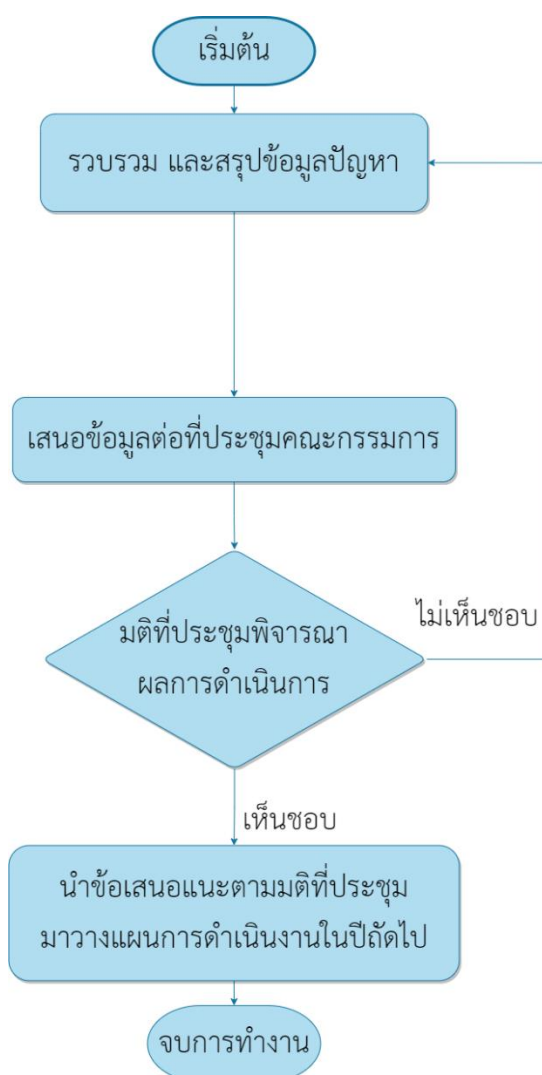 เริ่มต้น
รวบรวม และสรุปข้อมูลปัญหา
เสนอข้อมูลต่อที่ประชุมคณะกรรมการ
มติที่ประชุมพิจารณา
ผลการดำเนินการ
ไม่เห็นชอบ
เห็นชอบ
นำข้อเสนอแนะตามมติที่ประชุม
มาวางแผนการดำเนินงานในปีถัดไป
จบการทำงาน